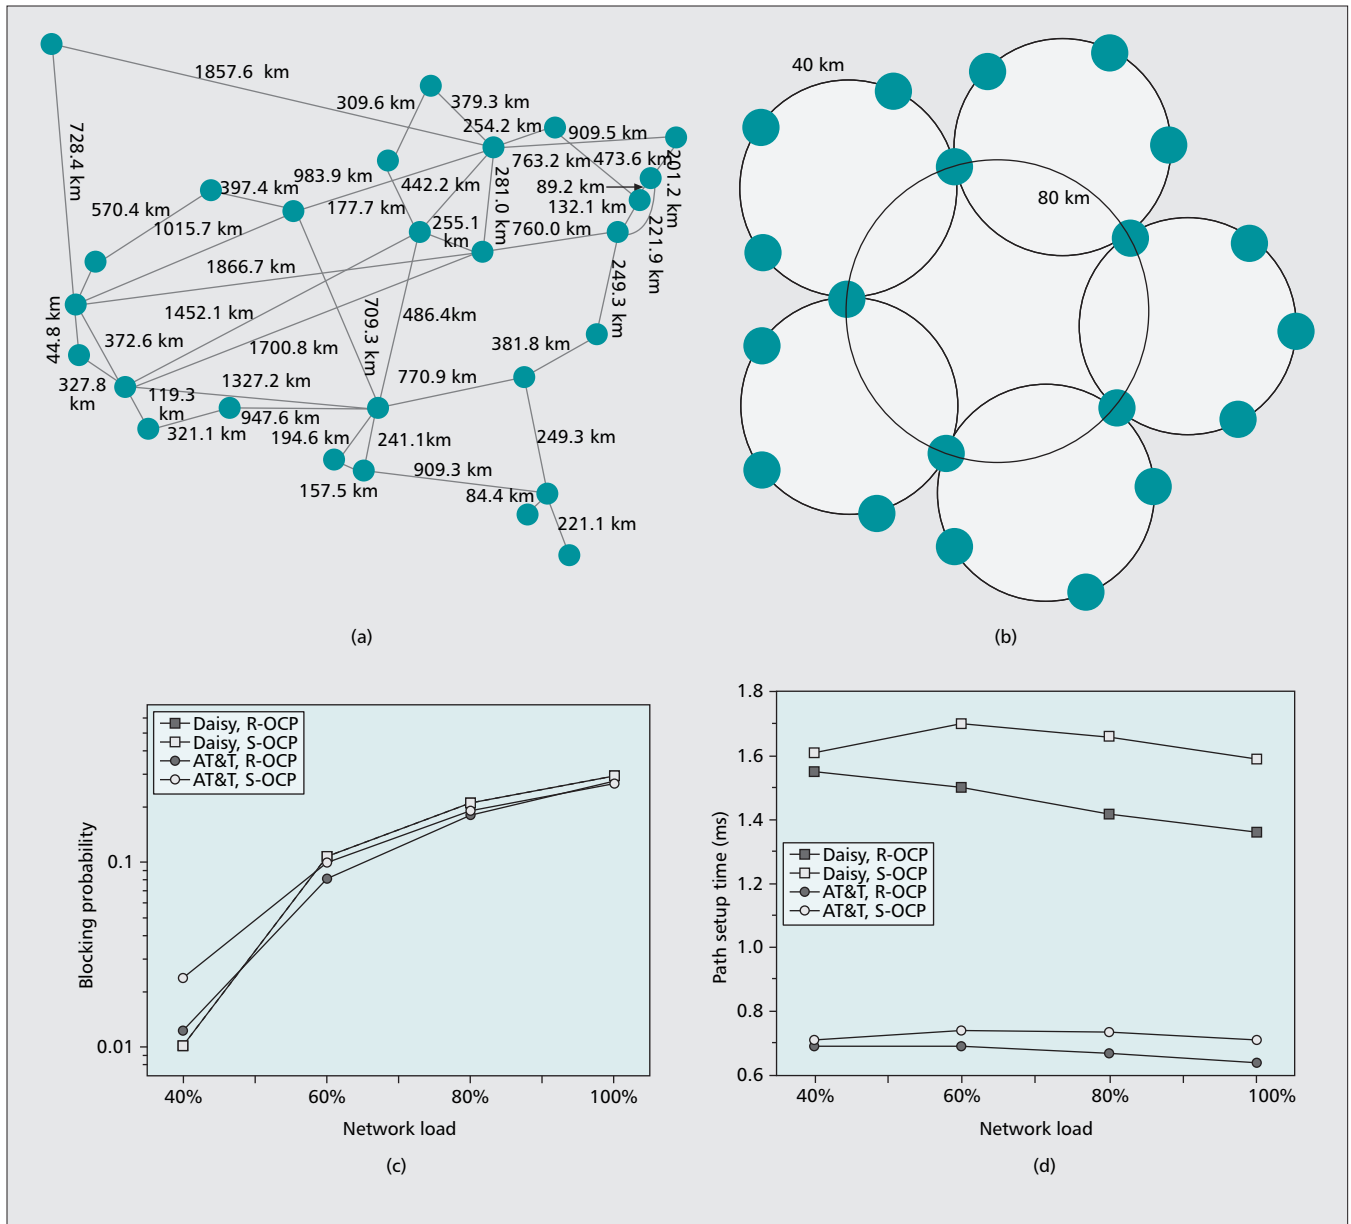 1857.6 km
309.6 km
379.3 km
254.2 km
909.5 km
728.4 km
983.9 km
442.2 km
281.0 km
763.2 km
473.6 km
201.2 km
397.4 km
89.2 km
570.4 km
177.7 km
132.1 km
1015.7 km
255.1
km
760.0 km
221.9 km
1866.7 km
249.3 km
44.8 km
1452.1 km
709.3 km
486.4km
372.6 km
1700.8 km
381.8 km
327.8
km
119.3
km
1327.2 km
770.9 km
947.6 km
321.1 km
194.6 km
241.1km
249.3 km
909.3 km
157.5 km
84.4 km
221.1 km
(a)
40 km
80 km
(b)
Daisy, R-OCP
Daisy, S-OCP
AT&T, R-OCP
AT&T, S-OCP
Blocking probability
0.1
0.01
40%
60%
80%
100%
Network load
(c)
1.8
1.6
1.4
1.2
1.0
0.8
0.6
Path setup time (ms)
Daisy, R-OCP
Daisy, S-OCP
AT&T, R-OCP
AT&T, S-OCP
40%
60%
80%
100%
Network load
(d)